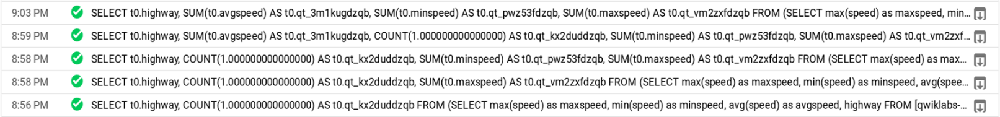 9:03 PM SELECT t0.highway, SUM(t0.avgspeed) AS t0.qt_3m1kugdzqb, SUM(t0.minspeed) AS t0.qt_pwz53fdzqb, SUM(t0.maxspeed) AS t0.qt_vm2zxfdzqb FROM (SELECT max(speed) as maxspeed, min...
8:59 PM SELECT t0.highway, SUM(t0.avgspeed) AS t0.qt_3m1kugdzqb, COUNT(1.000000000000000) AS t0.qt_kx2duddzqb, SUM(t0.minspeed) AS t0.qt_pwz53fdzqb, SUM(t0.maxspeed) AS t0.qt_vm2zxf...
8:58 PM SELECT t0.highway, COUNT(1.000000000000000) AS t0.qt_kx2duddzqb, SUM(t0.minspeed) AS t0.qt_pwz53fdzqb, SUM(t0.maxspeed) AS t0.qt_vm2zxfdzqb FROM (SELECT max(speed) as max...
8:58 PM SELECT t0.highway, COUNT(1.000000000000000) AS t0.qt_kx2duddzqb, SUM(t0.maxspeed) AS t0.qt_vm2zxfdzqb FROM (SELECT max(speed) as maxspeed, min(speed) as minspeed, avg(spee...
8:56 PM SELECT t0.highway, COUNT(1.000000000000000) AS t0.qt_kx2duddzqb FROM (SELECT max(speed) as maxspeed, min(speed) as minspeed, avg(speed) as avgspeed, highway FROM [qwiklabs-...